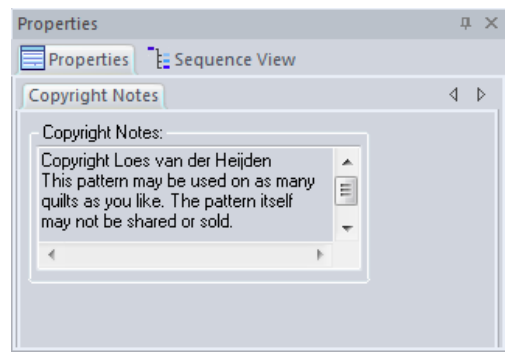 Properties
Properties Sequence View
Copyright Notes
Copyright Notes:
Copyright Loes van der Heijden
This pattern may be used on as many
quilts as you like. The pattern itself
may not be shared or sold.